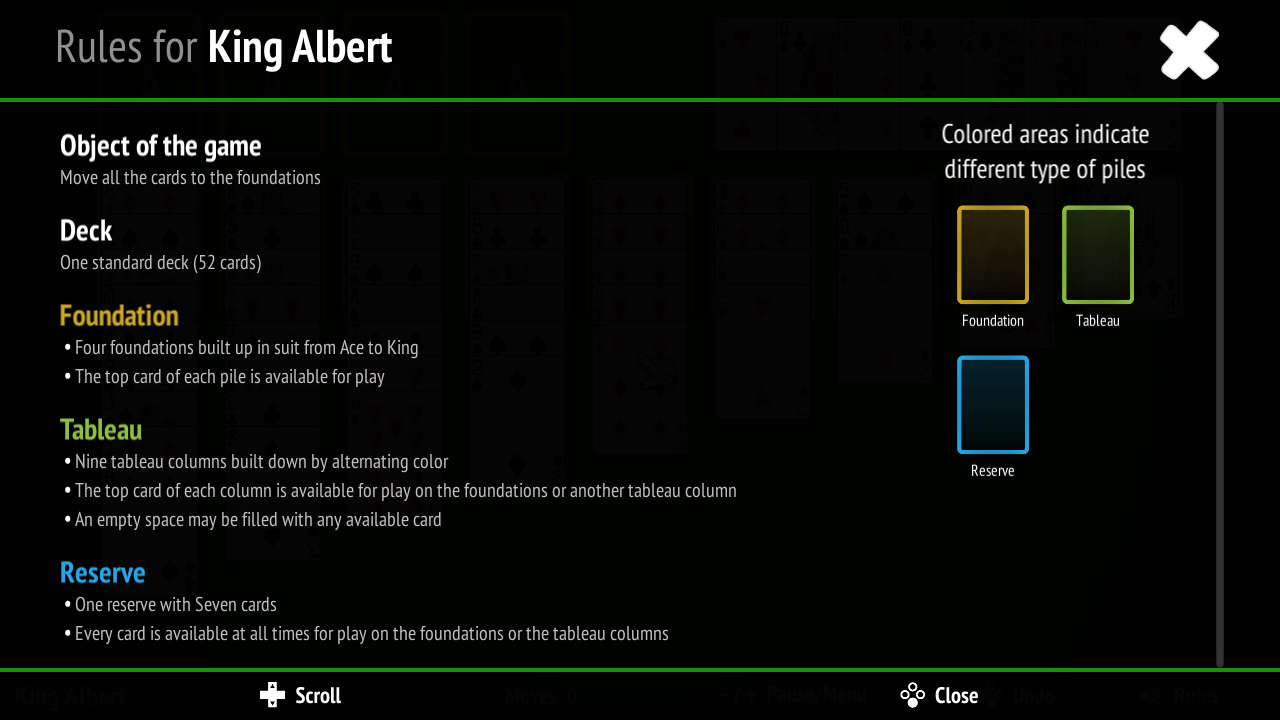 Rules for King Albert
Object of the game
Move all the cards to the foundations
Deck
One standard deck (52 cards)
Foundation
• Four foundations built up in suit from Ace to King
• The top card of each pile is available for play
Tableau
• Nine tableau columns built down by alternating color
• The top card of each column is available for play on the foundations or another tableau column
• An empty space may be filled with any available card
Reserve
• One reserve with Seven cards
• Every card is available at all times for play on the foundations or the tableau columns
Colored areas indicate
different type of piles
Foundation
Tableau
Reserve
King Albert
Scroll
Moves: 0
Pause/Menu
Close
Undo
Rules